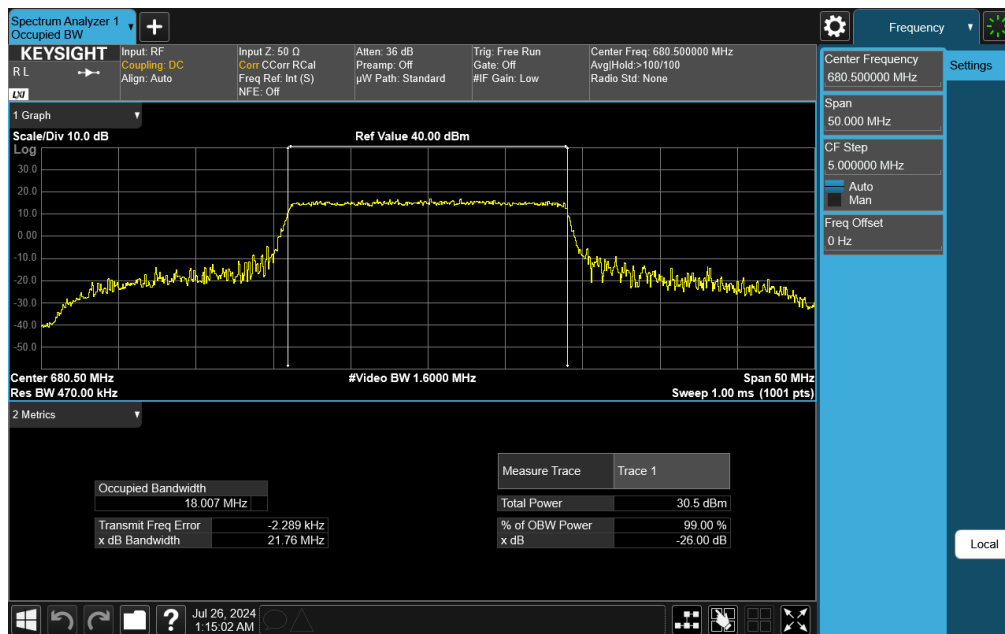 Spectrum Analyzer 1
Occupied BW
Frequency
KEYSIGHT
R L
LXI
Input: RF
Coupling: DC
Align: Auto
Input Z: 50 Ω
Corr CCorr RCal
Freq Ref: Int (S)
NFE: Off
Atten: 36 dB
Preamp: Off
µW Path: Standard
Trig: Free Run
Gate: Off
#IF Gain: Low
Center Freq: 680.500000 MHz
Avg|Hold:>100/100
Radio Std: None
Center Frequency
680.500000 MHz
Settings
Span
50.000 MHz
CF Step
5.000000 MHz
Auto
Man
Freq Offset
0 Hz
Local
1 Graph
Scale/Div 10.0 dB
Ref Value 40.00 dBm
Log
30.0
20.0
10.0
0.00
-10.0
-20.0
-30.0
-40.0
-50.0
Center 680.50 MHz
#Video BW 1.6000 MHz
Span 50 MHz
Res BW 470.00 kHz
Sweep 1.00 ms (1001 pts)
2 Metrics
Measure Trace Trace 1
Occupied Bandwidth
18.007 MHz
Total Power 30.5 dBm
Transmit Freq Error -2.289 kHz
% of OBW Power 99.00 %
x dB Bandwidth 21.76 MHz
x dB -26.00 dB
?
Jul 26, 2024
1:15:02 AM